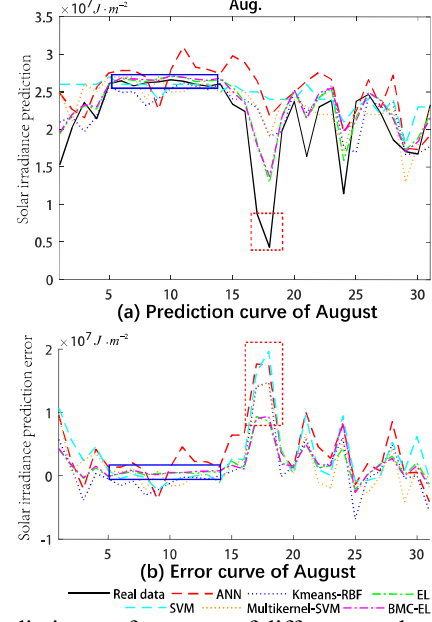 Aug.
×10⁷ J·m⁻²
Solar irradiance prediction
3.5
3
2.5
2
1.5
1
0.5
0
5 10 15 20 25 30
(a) Prediction curve of August
×10⁷ J·m⁻²
Solar irradiance prediction error
2
1
0
-1
5 10 15 20 25 30
(b) Error curve of August
Real data ANN Kmeans-RBF EL
SVM Multikernel-SVM BMC-EL